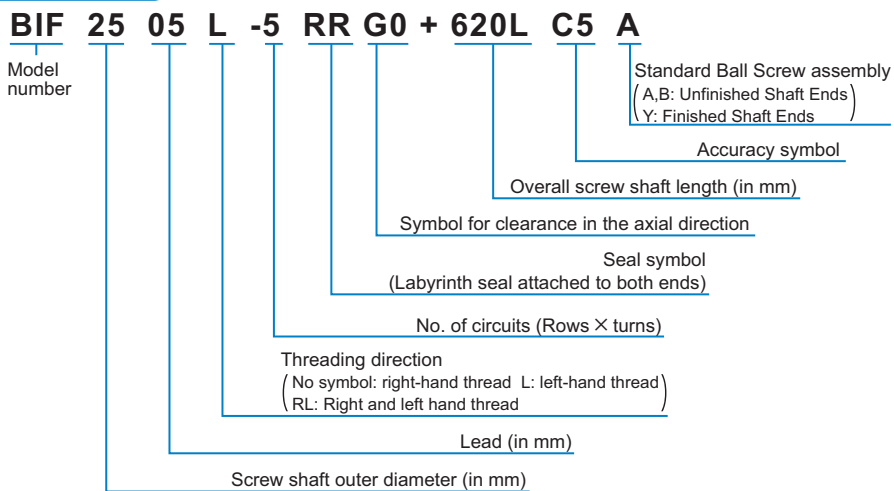 BIF 25 05 L -5 RR G0 + 620L C5 A
Model
number
Standard Ball Screw assembly
(A,B: Unfinished Shaft Ends
Y: Finished Shaft Ends)
Accuracy symbol
Overall screw shaft length (in mm)
Symbol for clearance in the axial direction
Seal symbol
(Labyrinth seal attached to both ends)
No. of circuits (Rows × turns)
Threading direction
(No symbol: right-hand thread L: left-hand thread
RL: Right and left hand thread)
Lead (in mm)
Screw shaft outer diameter (in mm)